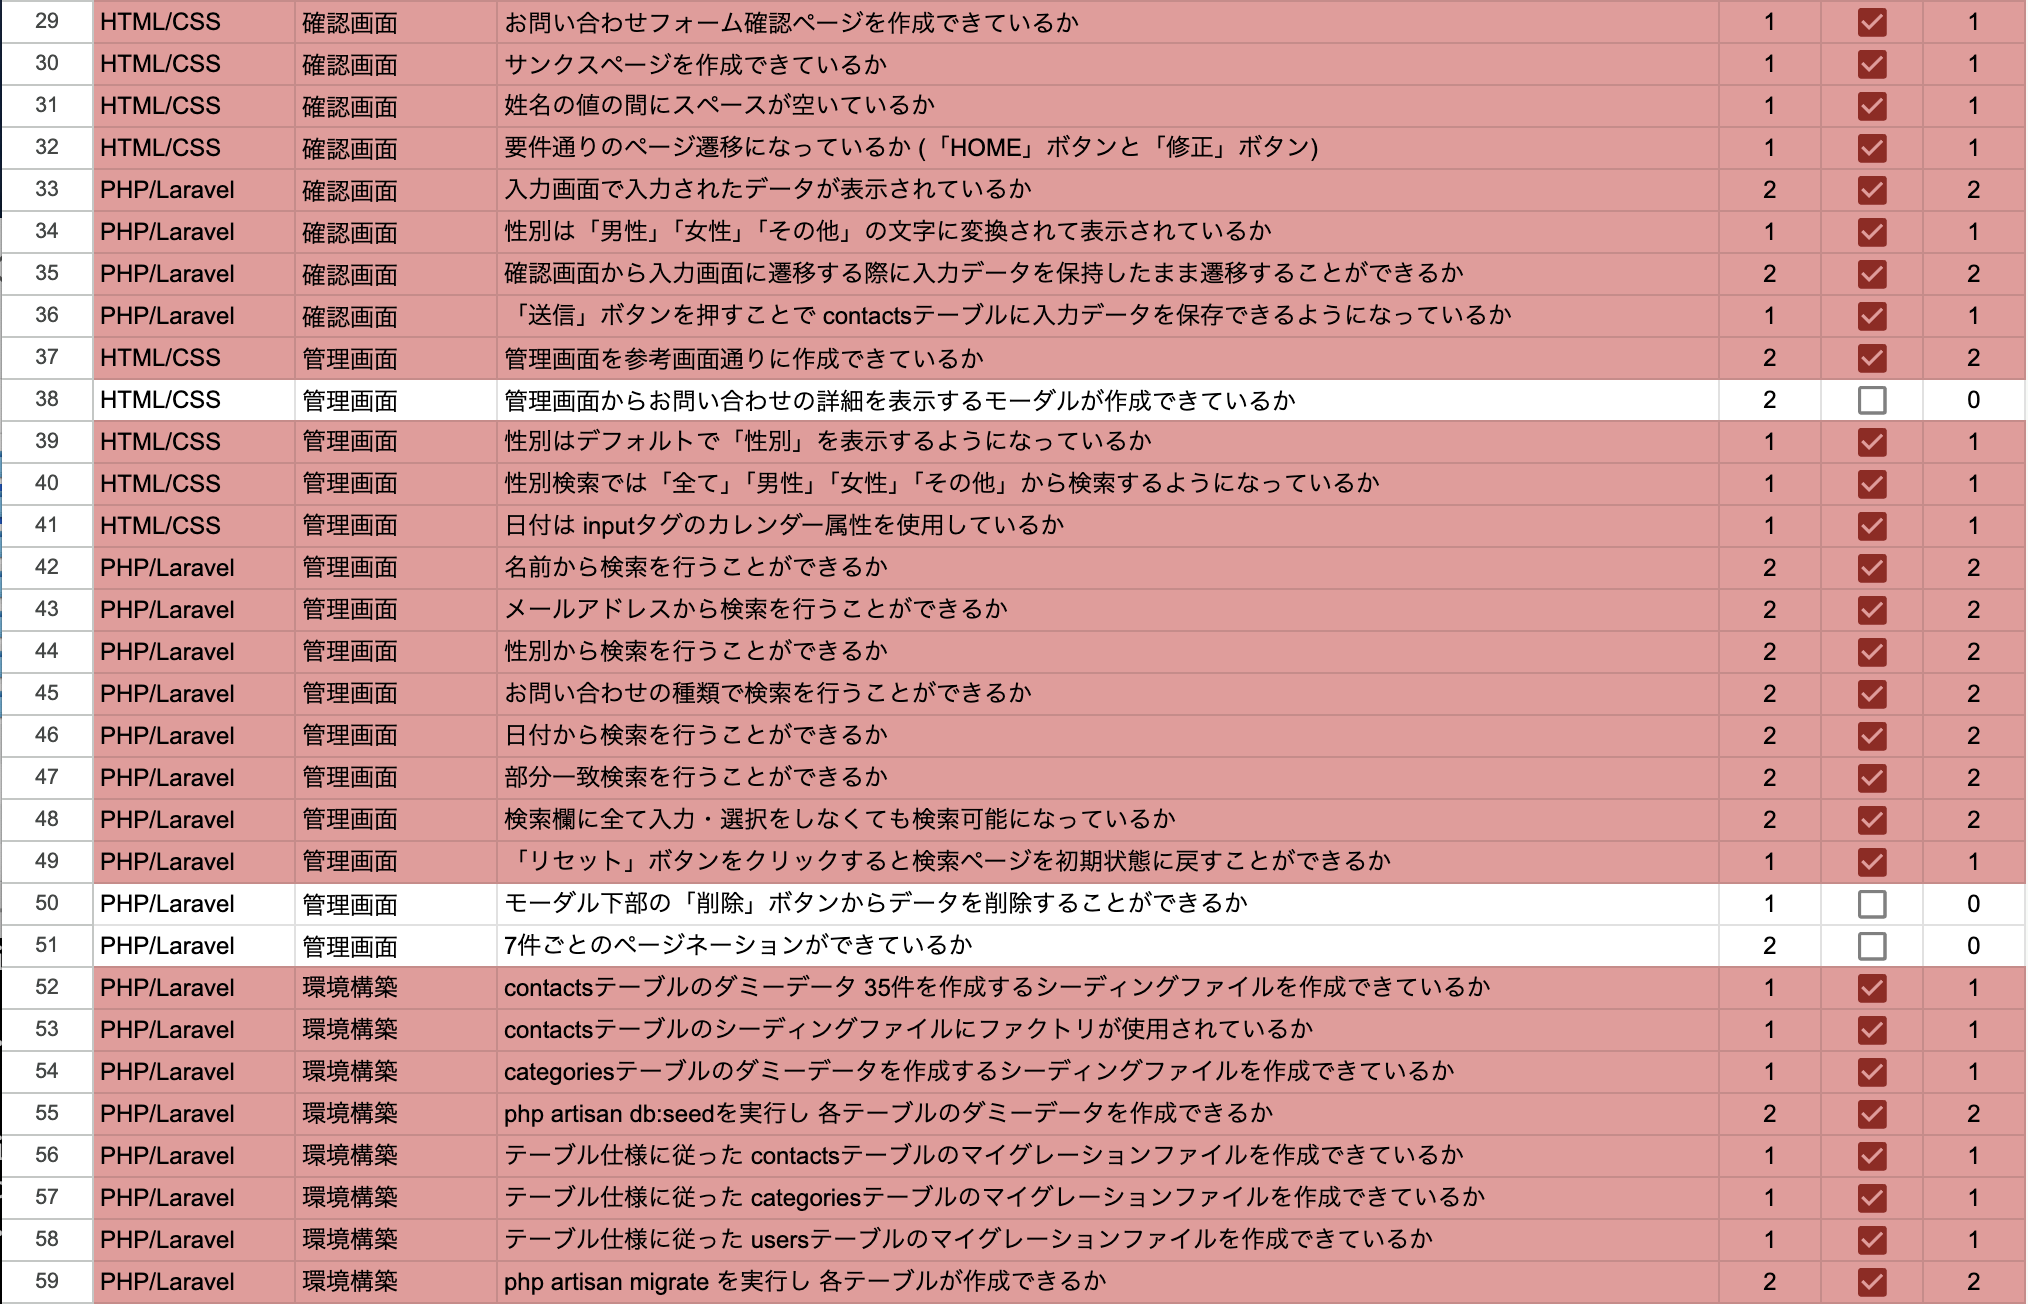 29 HTML/CSS 確認画面 お問い合わせフォーム確認ページを作成できているか 1 1
30 HTML/CSS 確認画面 サンクスページを作成できているか 1 1
31 HTML/CSS 確認画面 姓名の値の間にスペースが空いているか 1 1
32 HTML/CSS 確認画面 要件通りのページ遷移になっているか (「HOME」ボタンと「修正」ボタン) 1 1
33 PHP/Laravel 確認画面 入力画面で入力されたデータが表示されているか 2 2
34 PHP/Laravel 確認画面 性別は「男性」「女性」「その他」の文字に変換されて表示されているか 1 1
35 PHP/Laravel 確認画面 確認画面から入力画面に遷移する際に入力データを保持したまま遷移することができるか 2 2
36 PHP/Laravel 確認画面 「送信」ボタンを押すことで contactsテーブルに入力データを保存できるようになっているか 1 1
37 HTML/CSS 管理画面 管理画面を参考画面通りに作成できているか 2 2
38 HTML/CSS 管理画面 管理画面からお問い合わせの詳細を表示するモーダルが作成できているか 2 0
39 HTML/CSS 管理画面 性別はデフォルトで「性別」を表示するようになっているか 1 1
40 HTML/CSS 管理画面 性別検索では「全て」「男性」「女性」「その他」から検索するようになっているか 1 1
41 HTML/CSS 管理画面 日付は inputタグのカレンダー属性を使用しているか 1 1
42 PHP/Laravel 管理画面 名前から検索を行うことができるか 2 2
43 PHP/Laravel 管理画面 メールアドレスから検索を行うことができるか 2 2
44 PHP/Laravel 管理画面 性別から検索を行うことができるか 2 2
45 PHP/Laravel 管理画面 お問い合わせの種類で検索を行うことができるか 2 2
46 PHP/Laravel 管理画面 日付から検索を行うことができるか 2 2
47 PHP/Laravel 管理画面 部分一致検索を行うことができるか 2 2
48 PHP/Laravel 管理画面 検索欄に全て入力・選択をしなくても検索可能になっているか 2 2
49 PHP/Laravel 管理画面 「リセット」ボタンをクリックすると検索ページを初期状態に戻すことができるか 1 1
50 PHP/Laravel 管理画面 モーダル下部の「削除」ボタンからデータを削除することができるか 1 0
51 PHP/Laravel 管理画面 7件ごとのページネーションができているか 2 0
52 PHP/Laravel 環境構築 contactsテーブルのダミーデータ 35件を作成するシーディングファイルを作成できているか 1 1
53 PHP/Laravel 環境構築 contactsテーブルのシーディングファイルにファクトリが使用されているか 1 1
54 PHP/Laravel 環境構築 categoriesテーブルのダミーデータを作成するシーディングファイルを作成できているか 1 1
55 PHP/Laravel 環境構築 php artisan db:seedを実行し 各テーブルのダミーデータを作成できるか 2 2
56 PHP/Laravel 環境構築 テーブル仕様に従った contactsテーブルのマイグレーションファイルを作成できているか 1 1
57 PHP/Laravel 環境構築 テーブル仕様に従った categoriesテーブルのマイグレーションファイルを作成できているか 1 1
58 PHP/Laravel 環境構築 テーブル仕様に従った usersテーブルのマイグレーションファイルを作成できているか 1 1
59 PHP/Laravel 環境構築 php artisan migrate を実行し 各テーブルが作成できるか 2 2